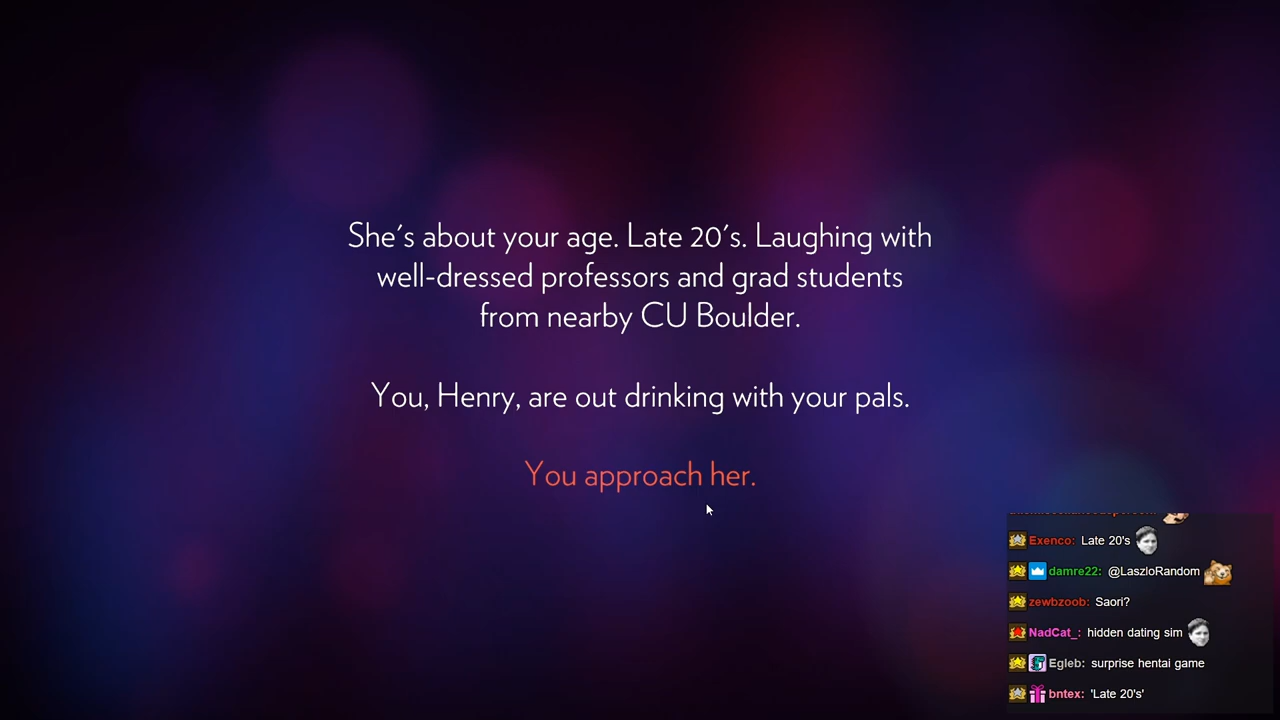 She's about your age. Late 20's. Laughing with
well-dressed professors and grad students
from nearby CU Boulder.
You, Henry, are out drinking with your pals.
You approach her.
Exenco: Late 20's
damre22: @LaszloRandom
zewbzoob: Saori?
NadCat_: hidden dating sim
Egleb: surprise hentai game
bntex: 'Late 20's'